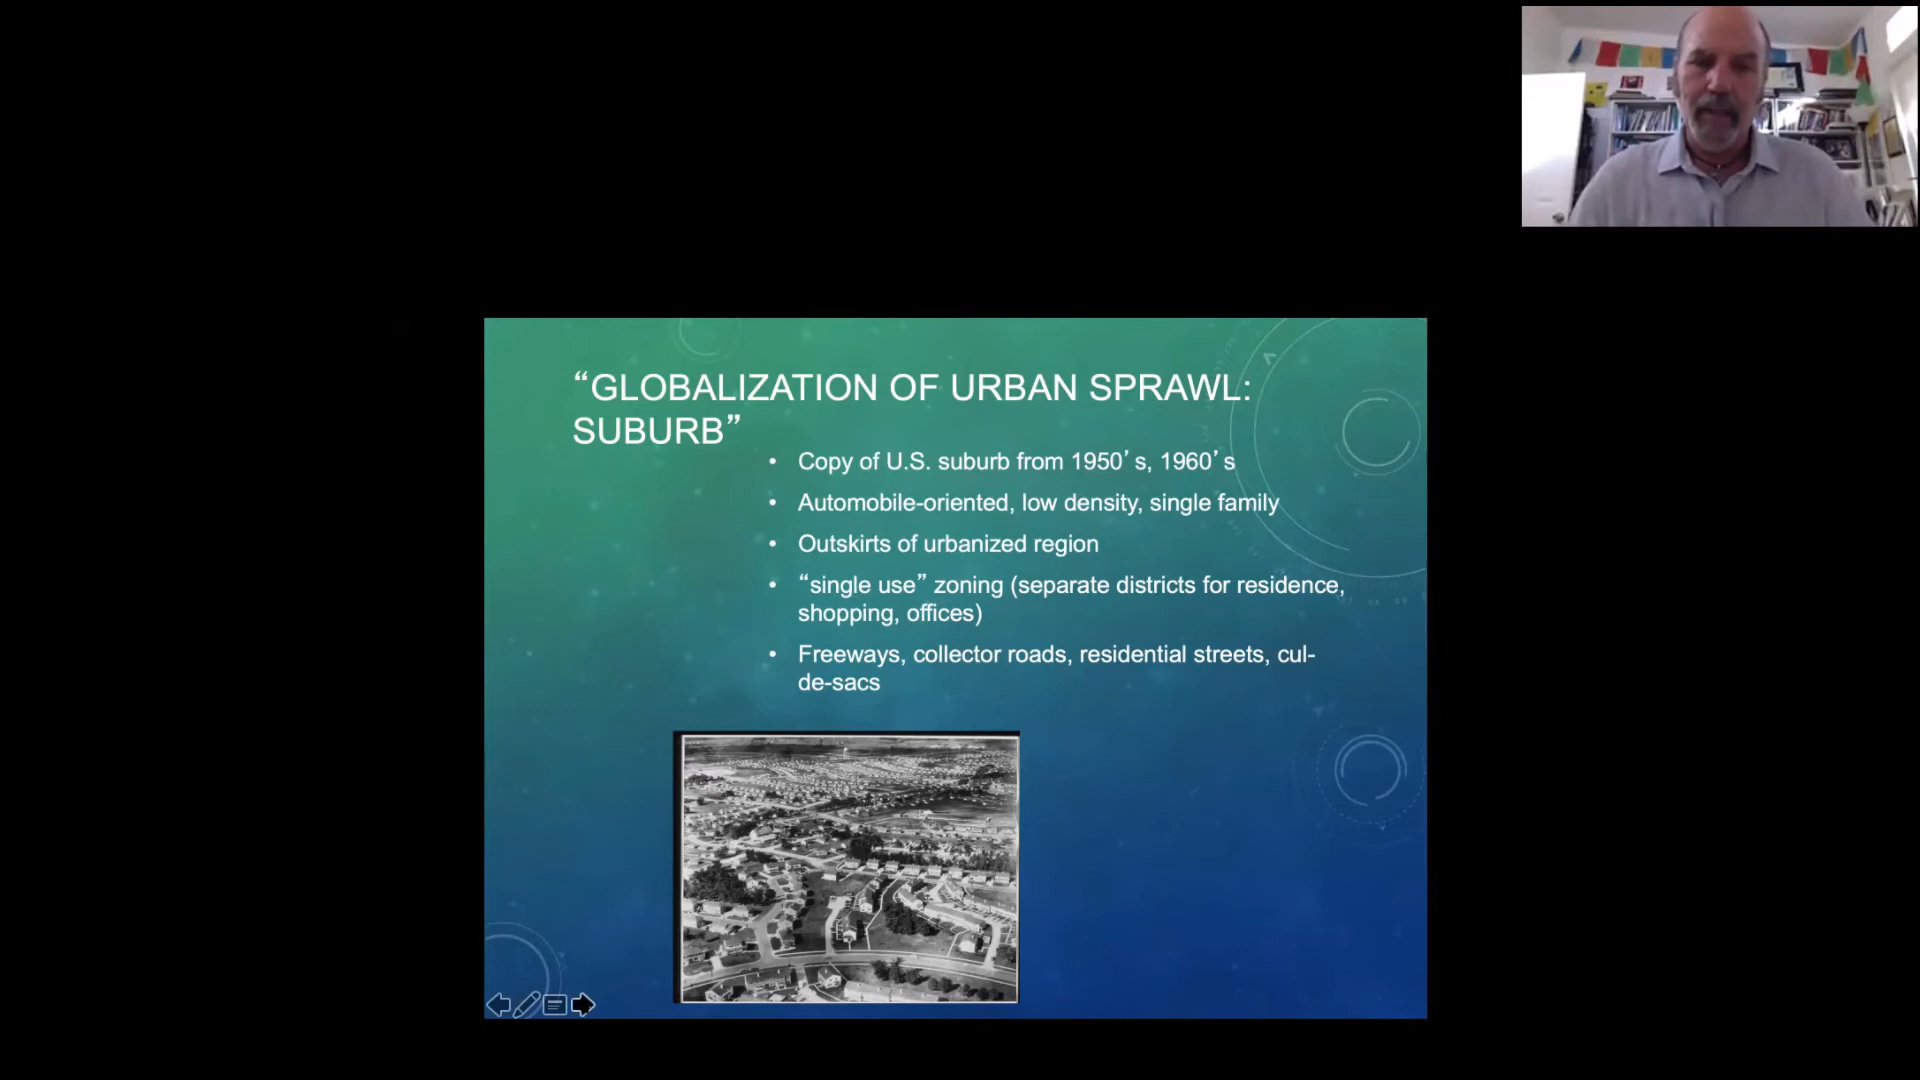 “GLOBALIZATION OF URBAN SPRAWL:
SUBURB”
• Copy of U.S. suburb from 1950’s, 1960’s
• Automobile-oriented, low density, single family
• Outskirts of urbanized region
• “single use” zoning (separate districts for residence,
shopping, offices)
• Freeways, collector roads, residential streets, cul-
de-sacs